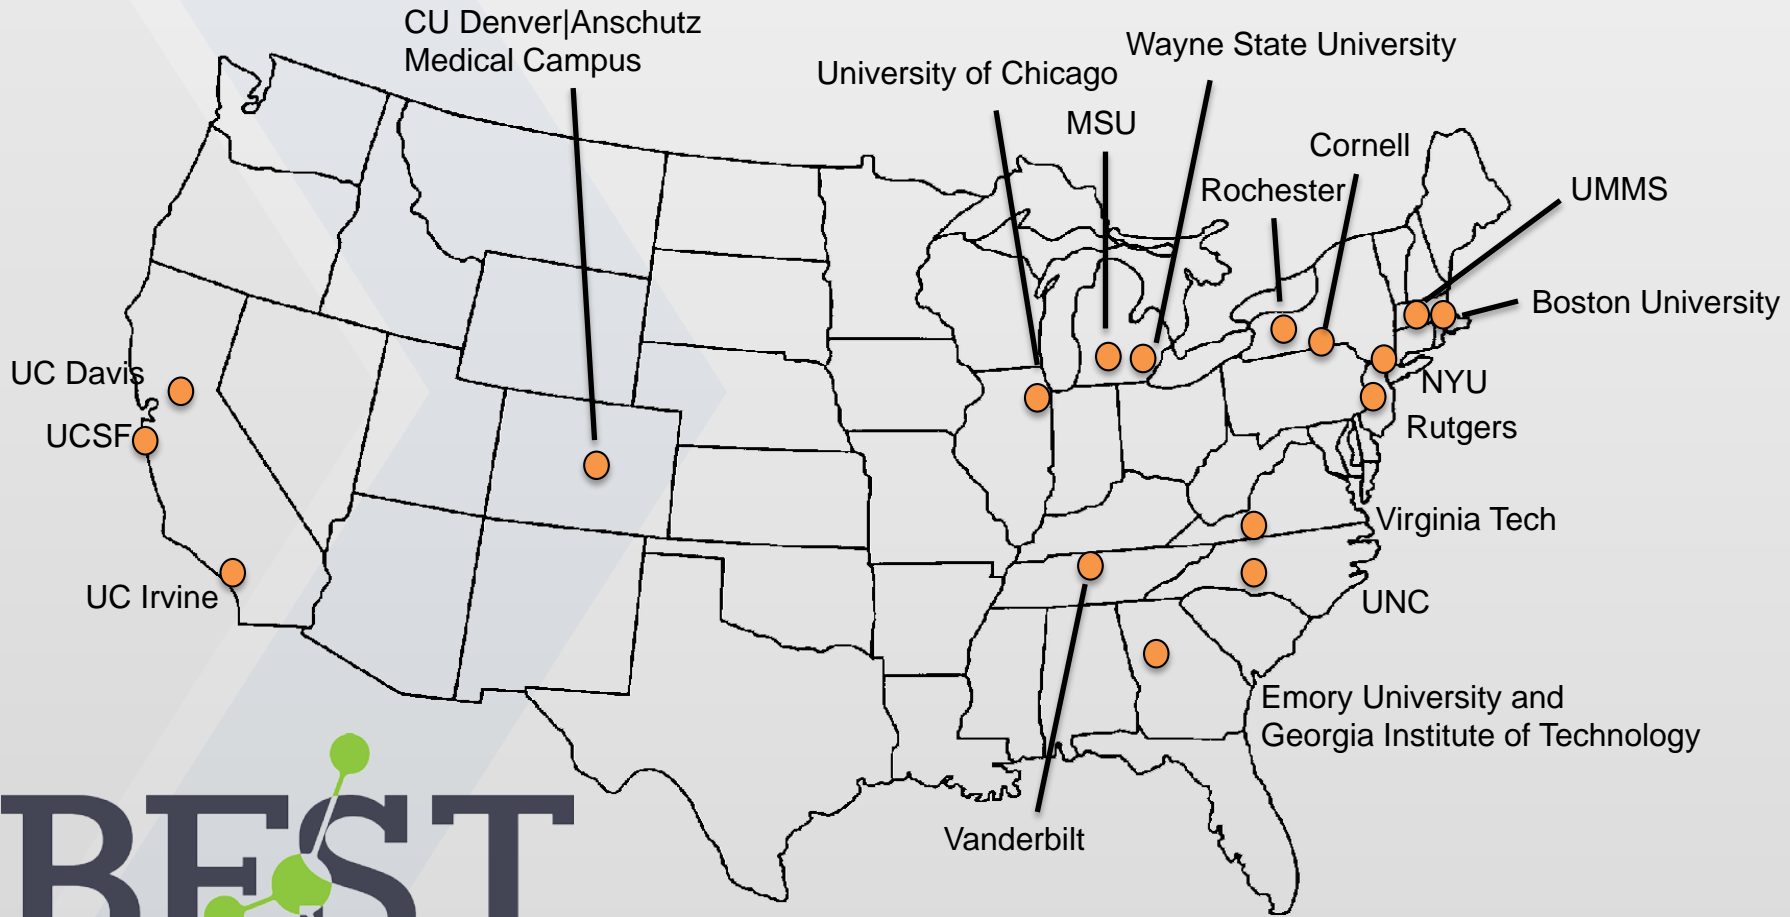 CU Denver|Anschutz
Medical Campus
Wayne State University
University of Chicago
MSU
Cornell
Rochester
UMMS
Boston University
UC Davis
NYU
UCSF
Rutgers
Virginia Tech
UC Irvine
UNC
Emory University and
Georgia Institute of Technology
Vanderbilt
BEST